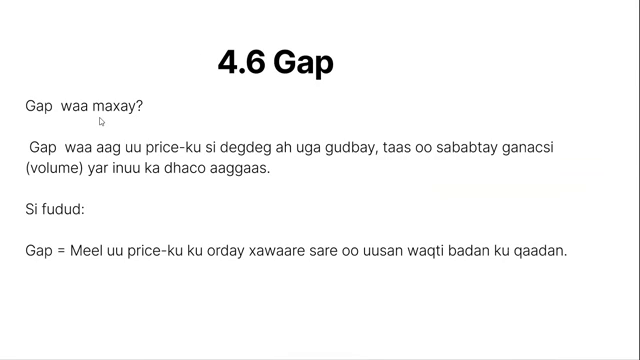 4.6 Gap
Gap waa maxay?
Gap waa aag uu price-ku si degdeg ah uga gudbay, taas oo sababtay ganacsi
(volume) yar inuu ka dhaco aaggaas.
Si fudud:
Gap = Meel uu price-ku ku orday xawaare sare oo uusan waqti badan ku qaadan.